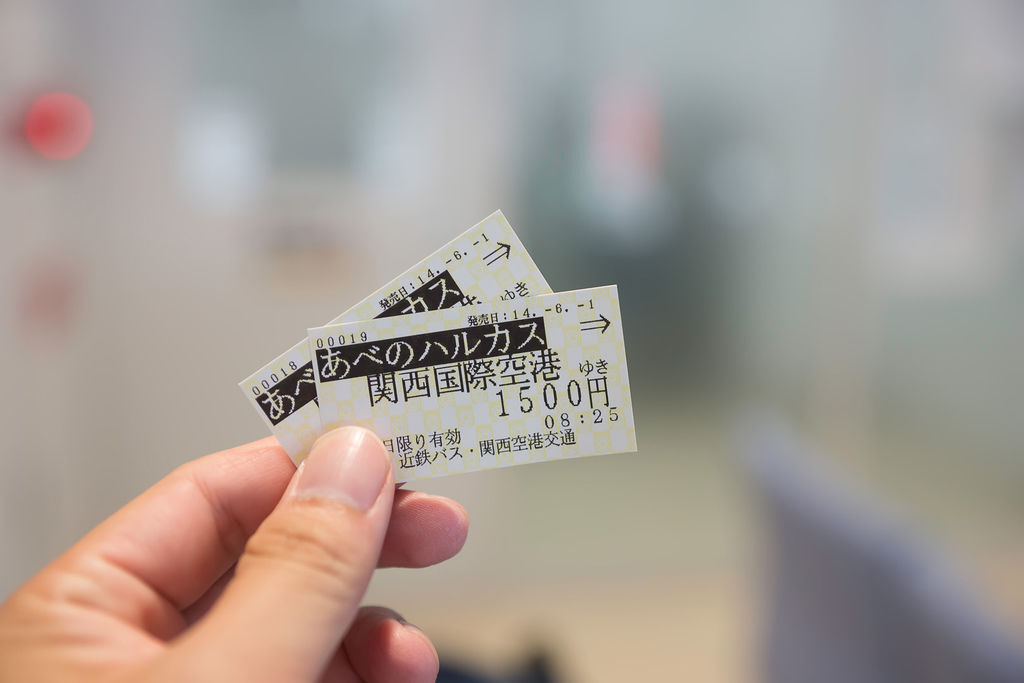 00018
発売日:14.-6.-1
⇒
あべ
カス
ゆき
00019
発売日:14.-6.-1
あべのハルカス
⇒
関西国際空港 ゆき
1500円
08:25
日限り有効
近鉄バス・関西空港交通